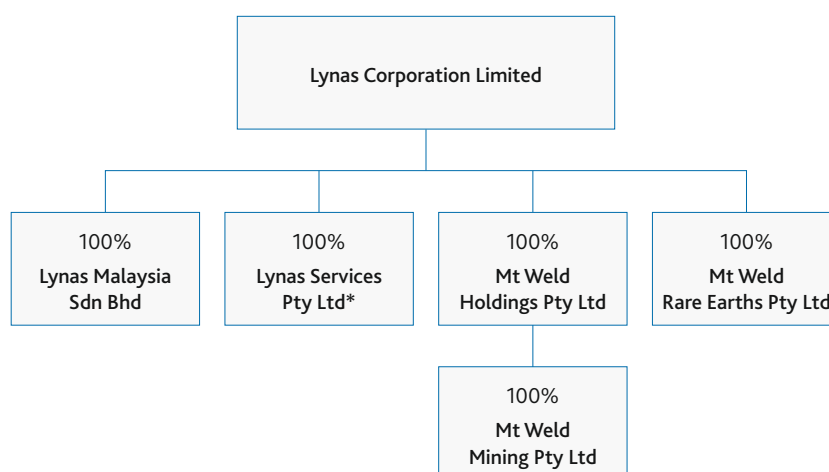 Lynas Corporation Limited
100%
Lynas Malaysia
Sdn Bhd
100%
Lynas Services
Pty Ltd*
100%
Mt Weld
Holdings Pty Ltd
100%
Mt Weld
Rare Earths Pty Ltd
100%
Mt Weld
Mining Pty Ltd